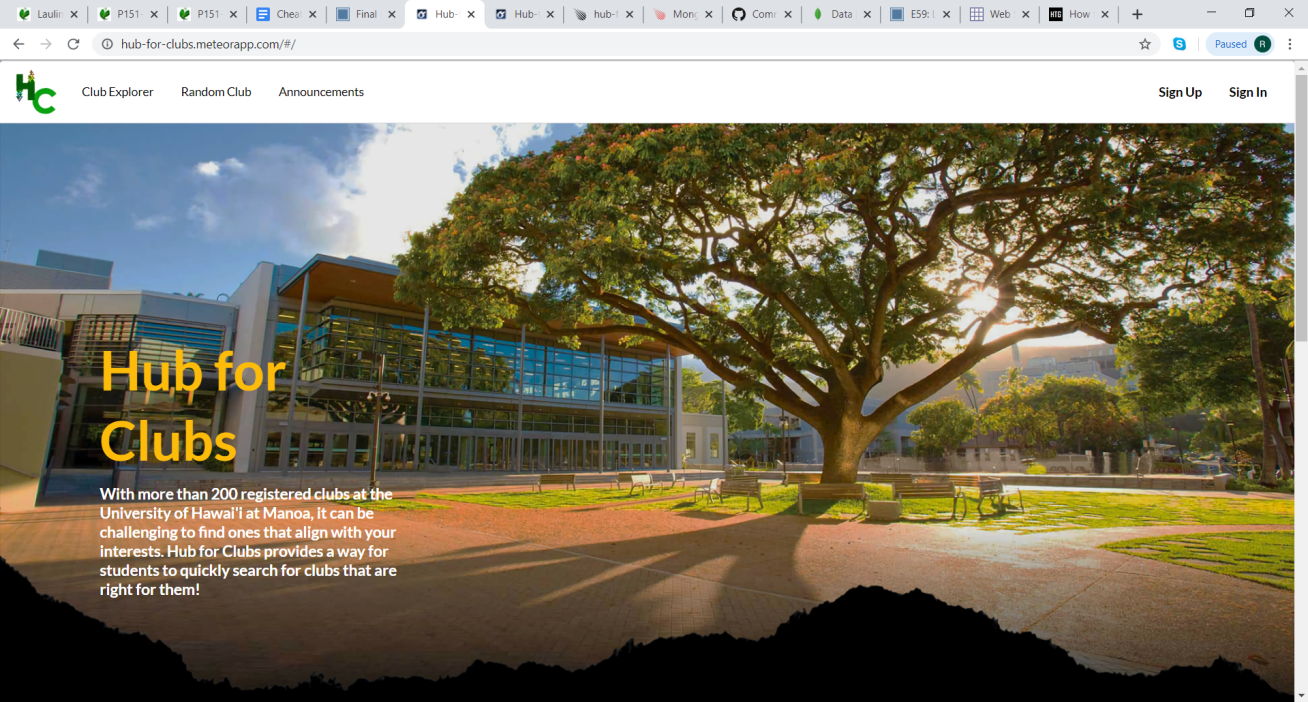 Laulin
P151-
P151
Chea
Final
Hub-
Hub-
hub-f
Mong
Com
Data
E59: 
Web
How
hub-for-clubs.meteorapp.com/#/
Paused R
HC
Club Explorer Random Club Announcements Sign Up Sign In
Hub for
Clubs
With more than 200 registered clubs at the
University of Hawai'i at Manoa, it can be
challenging to find ones that align with your
interests. Hub for Clubs provides a way for
students to quickly search for clubs that are
right for them!